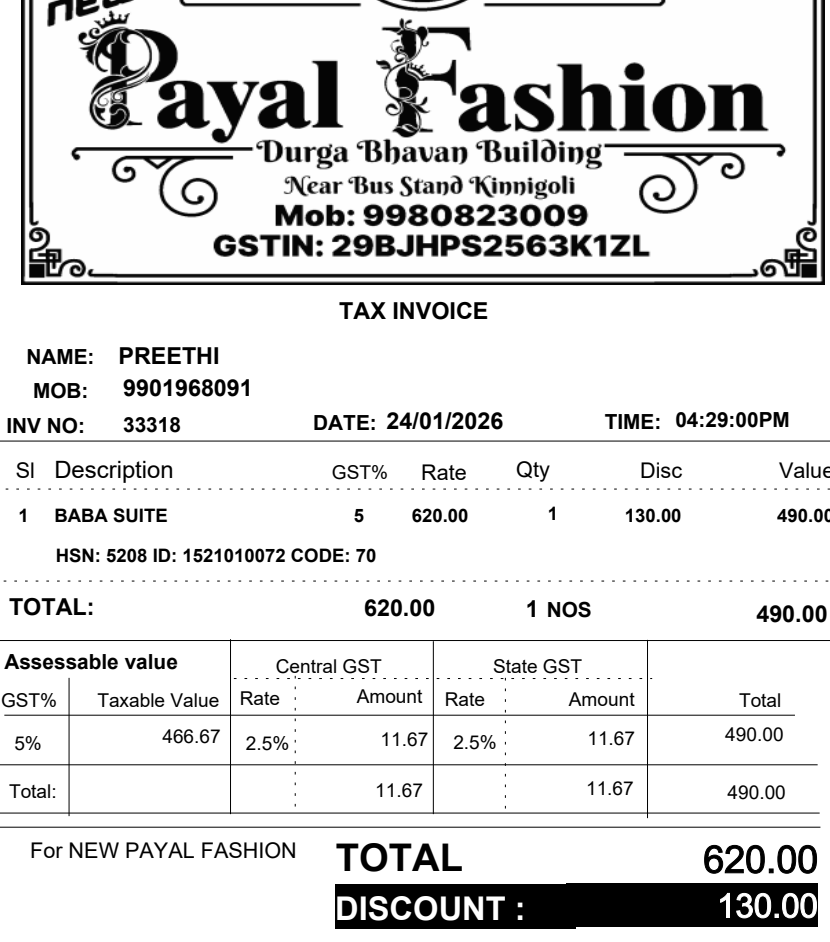 new
Payal Fashion
Durga Bhavan Building
Near Bus Stand Kinnigoli
Mob: 9980823009
GSTIN: 29BJHPS2563K1ZL
TAX INVOICE
NAME: PREETHI
MOB: 9901968091
INV NO: 33318 DATE: 24/01/2026 TIME: 04:29:00PM
Sl Description GST% Rate Qty Disc Value
1 BABA SUITE 5 620.00 1 130.00 490.00
HSN: 5208 ID: 1521010072 CODE: 70
TOTAL: 620.00 1 NOS 490.00
Assessable value Central GST State GST
GST% Taxable Value Rate Amount Rate Amount Total
5% 466.67 2.5% 11.67 2.5% 11.67 490.00
Total: 11.67 11.67 490.00
For NEW PAYAL FASHION TOTAL 620.00
DISCOUNT : 130.00